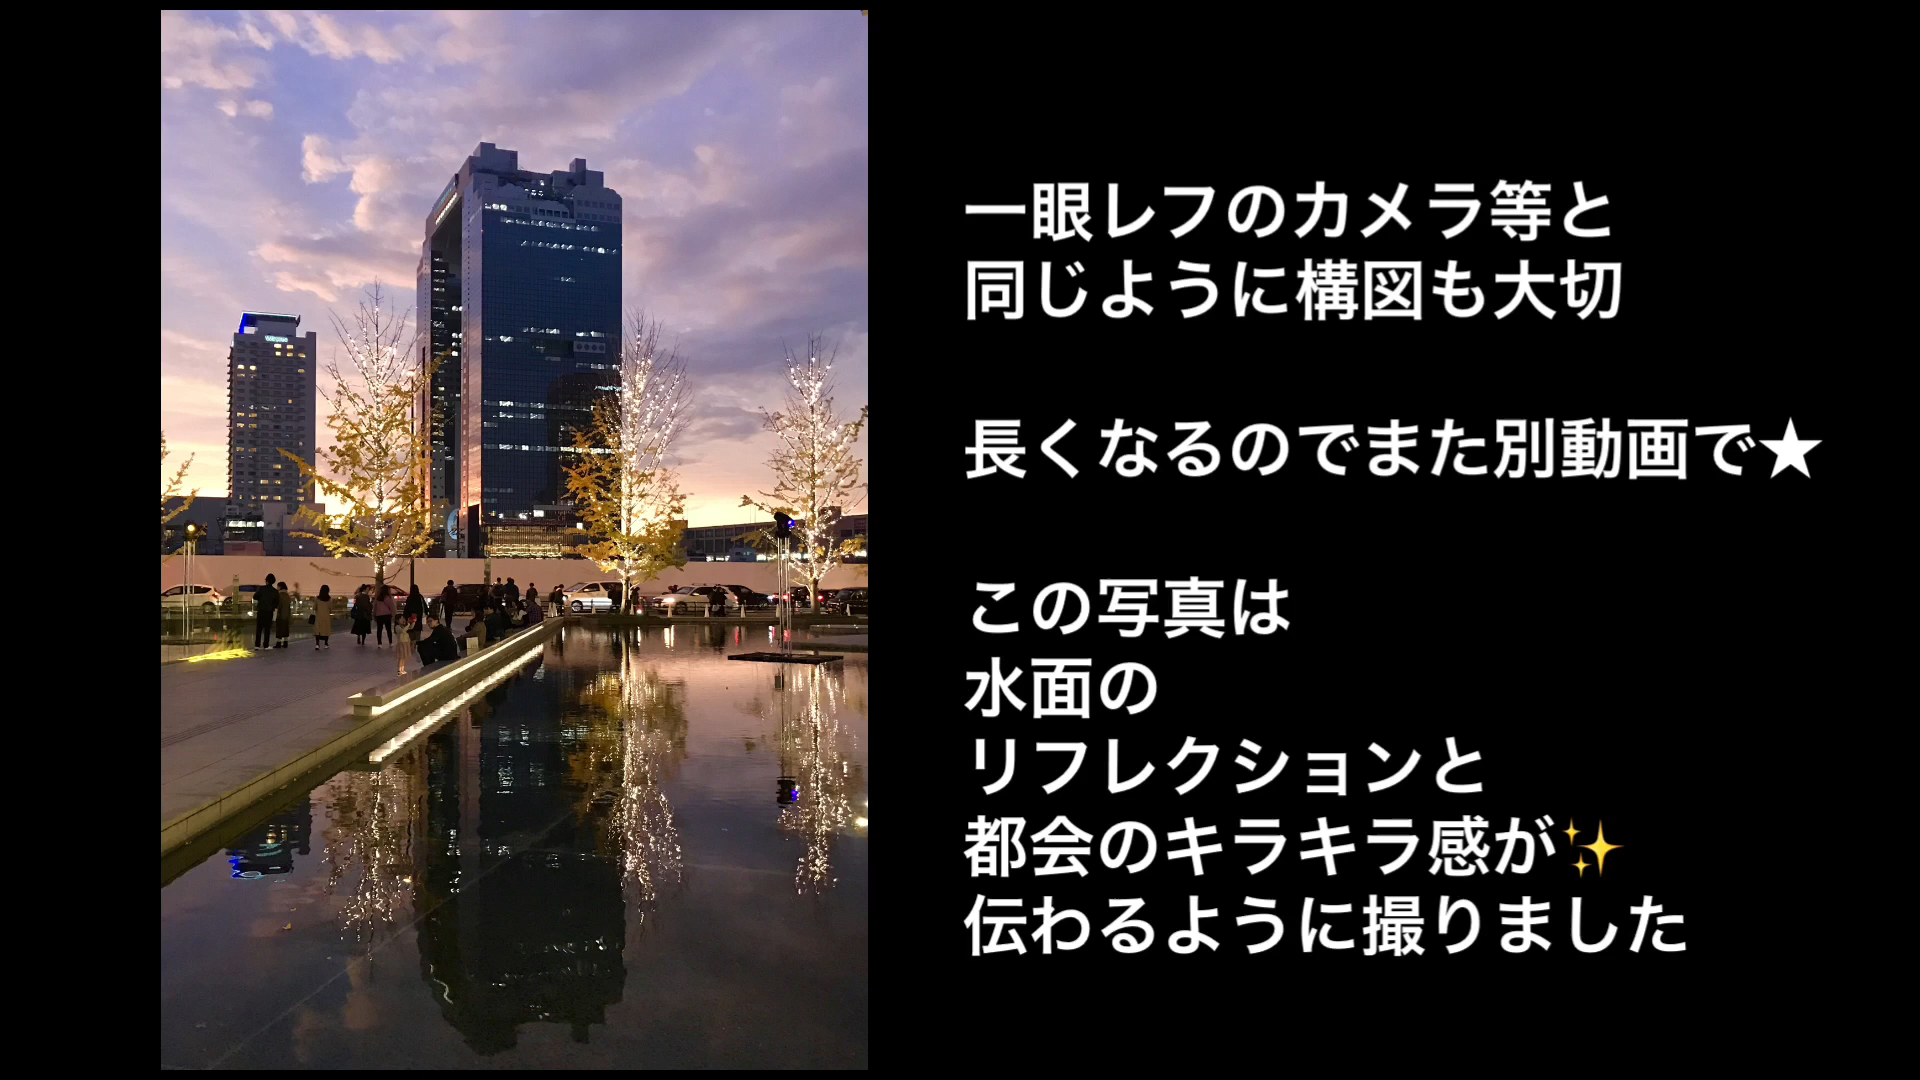 一眼レフのカメラ等と
同じように構図も大切
長くなるのでまた別動画で★
この写真は
水面の
リフレクションと
都会のキラキラ感が✨
伝わるように撮りました